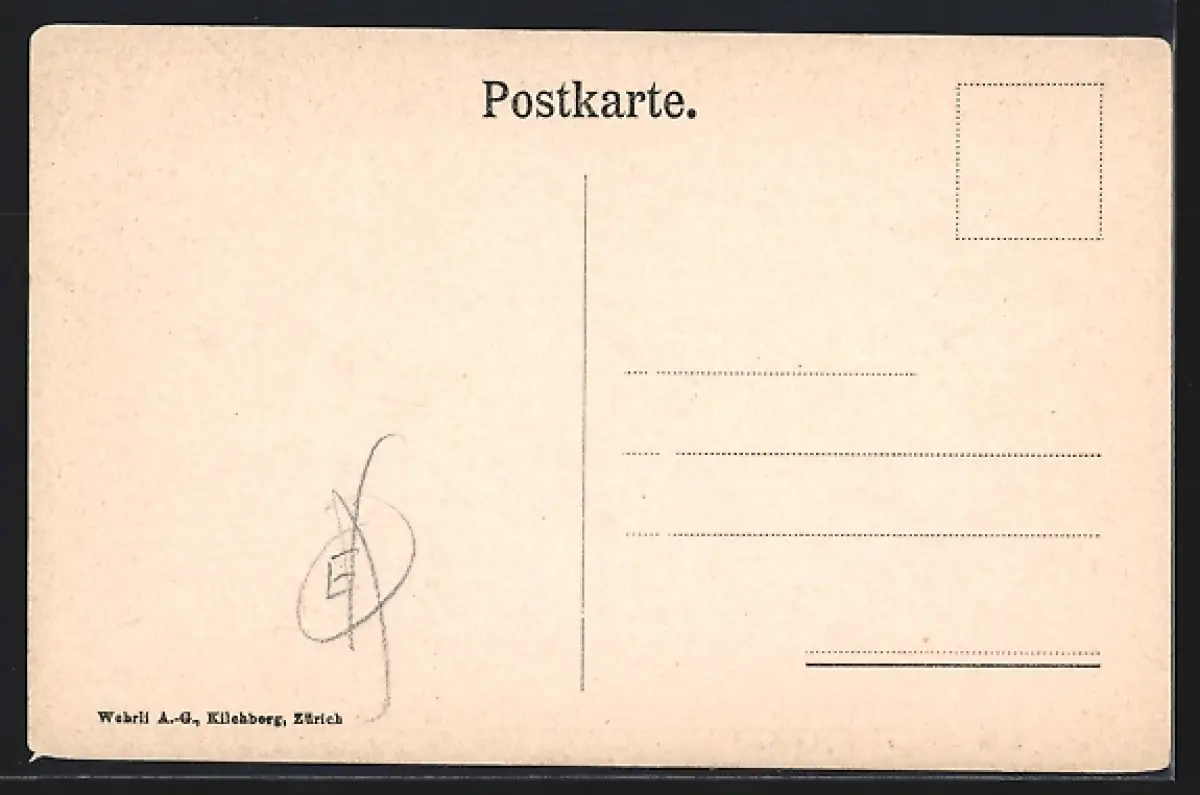 Postkarte.
Wehrli A.-G., Kilchberg, Zürich